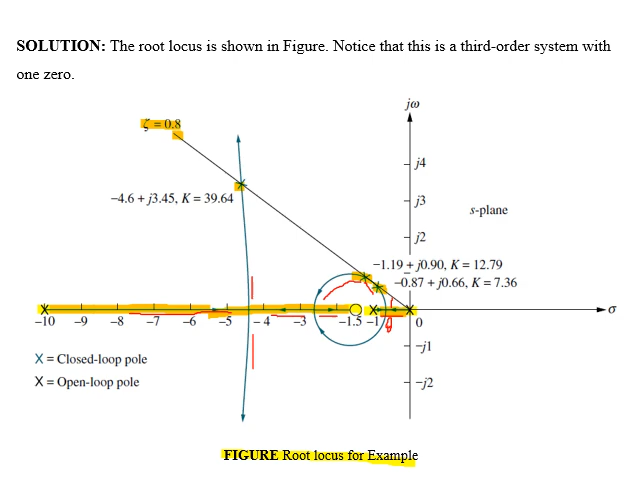 SOLUTION: The root locus is shown in Figure. Notice that this is a third-order system with
one zero.
jω
ζ = 0.8
j4
−4.6 + j3.45, K = 39.64
j3
s-plane
j2
−1.19 + j0.90, K = 12.79
−0.87 + j0.66, K = 7.36
σ
−10 −9 −8 −7 −6 −5 −4 −3 −1.5 −1 0
−j1
X = Closed-loop pole
X = Open-loop pole
−j2
FIGURE Root locus for Example